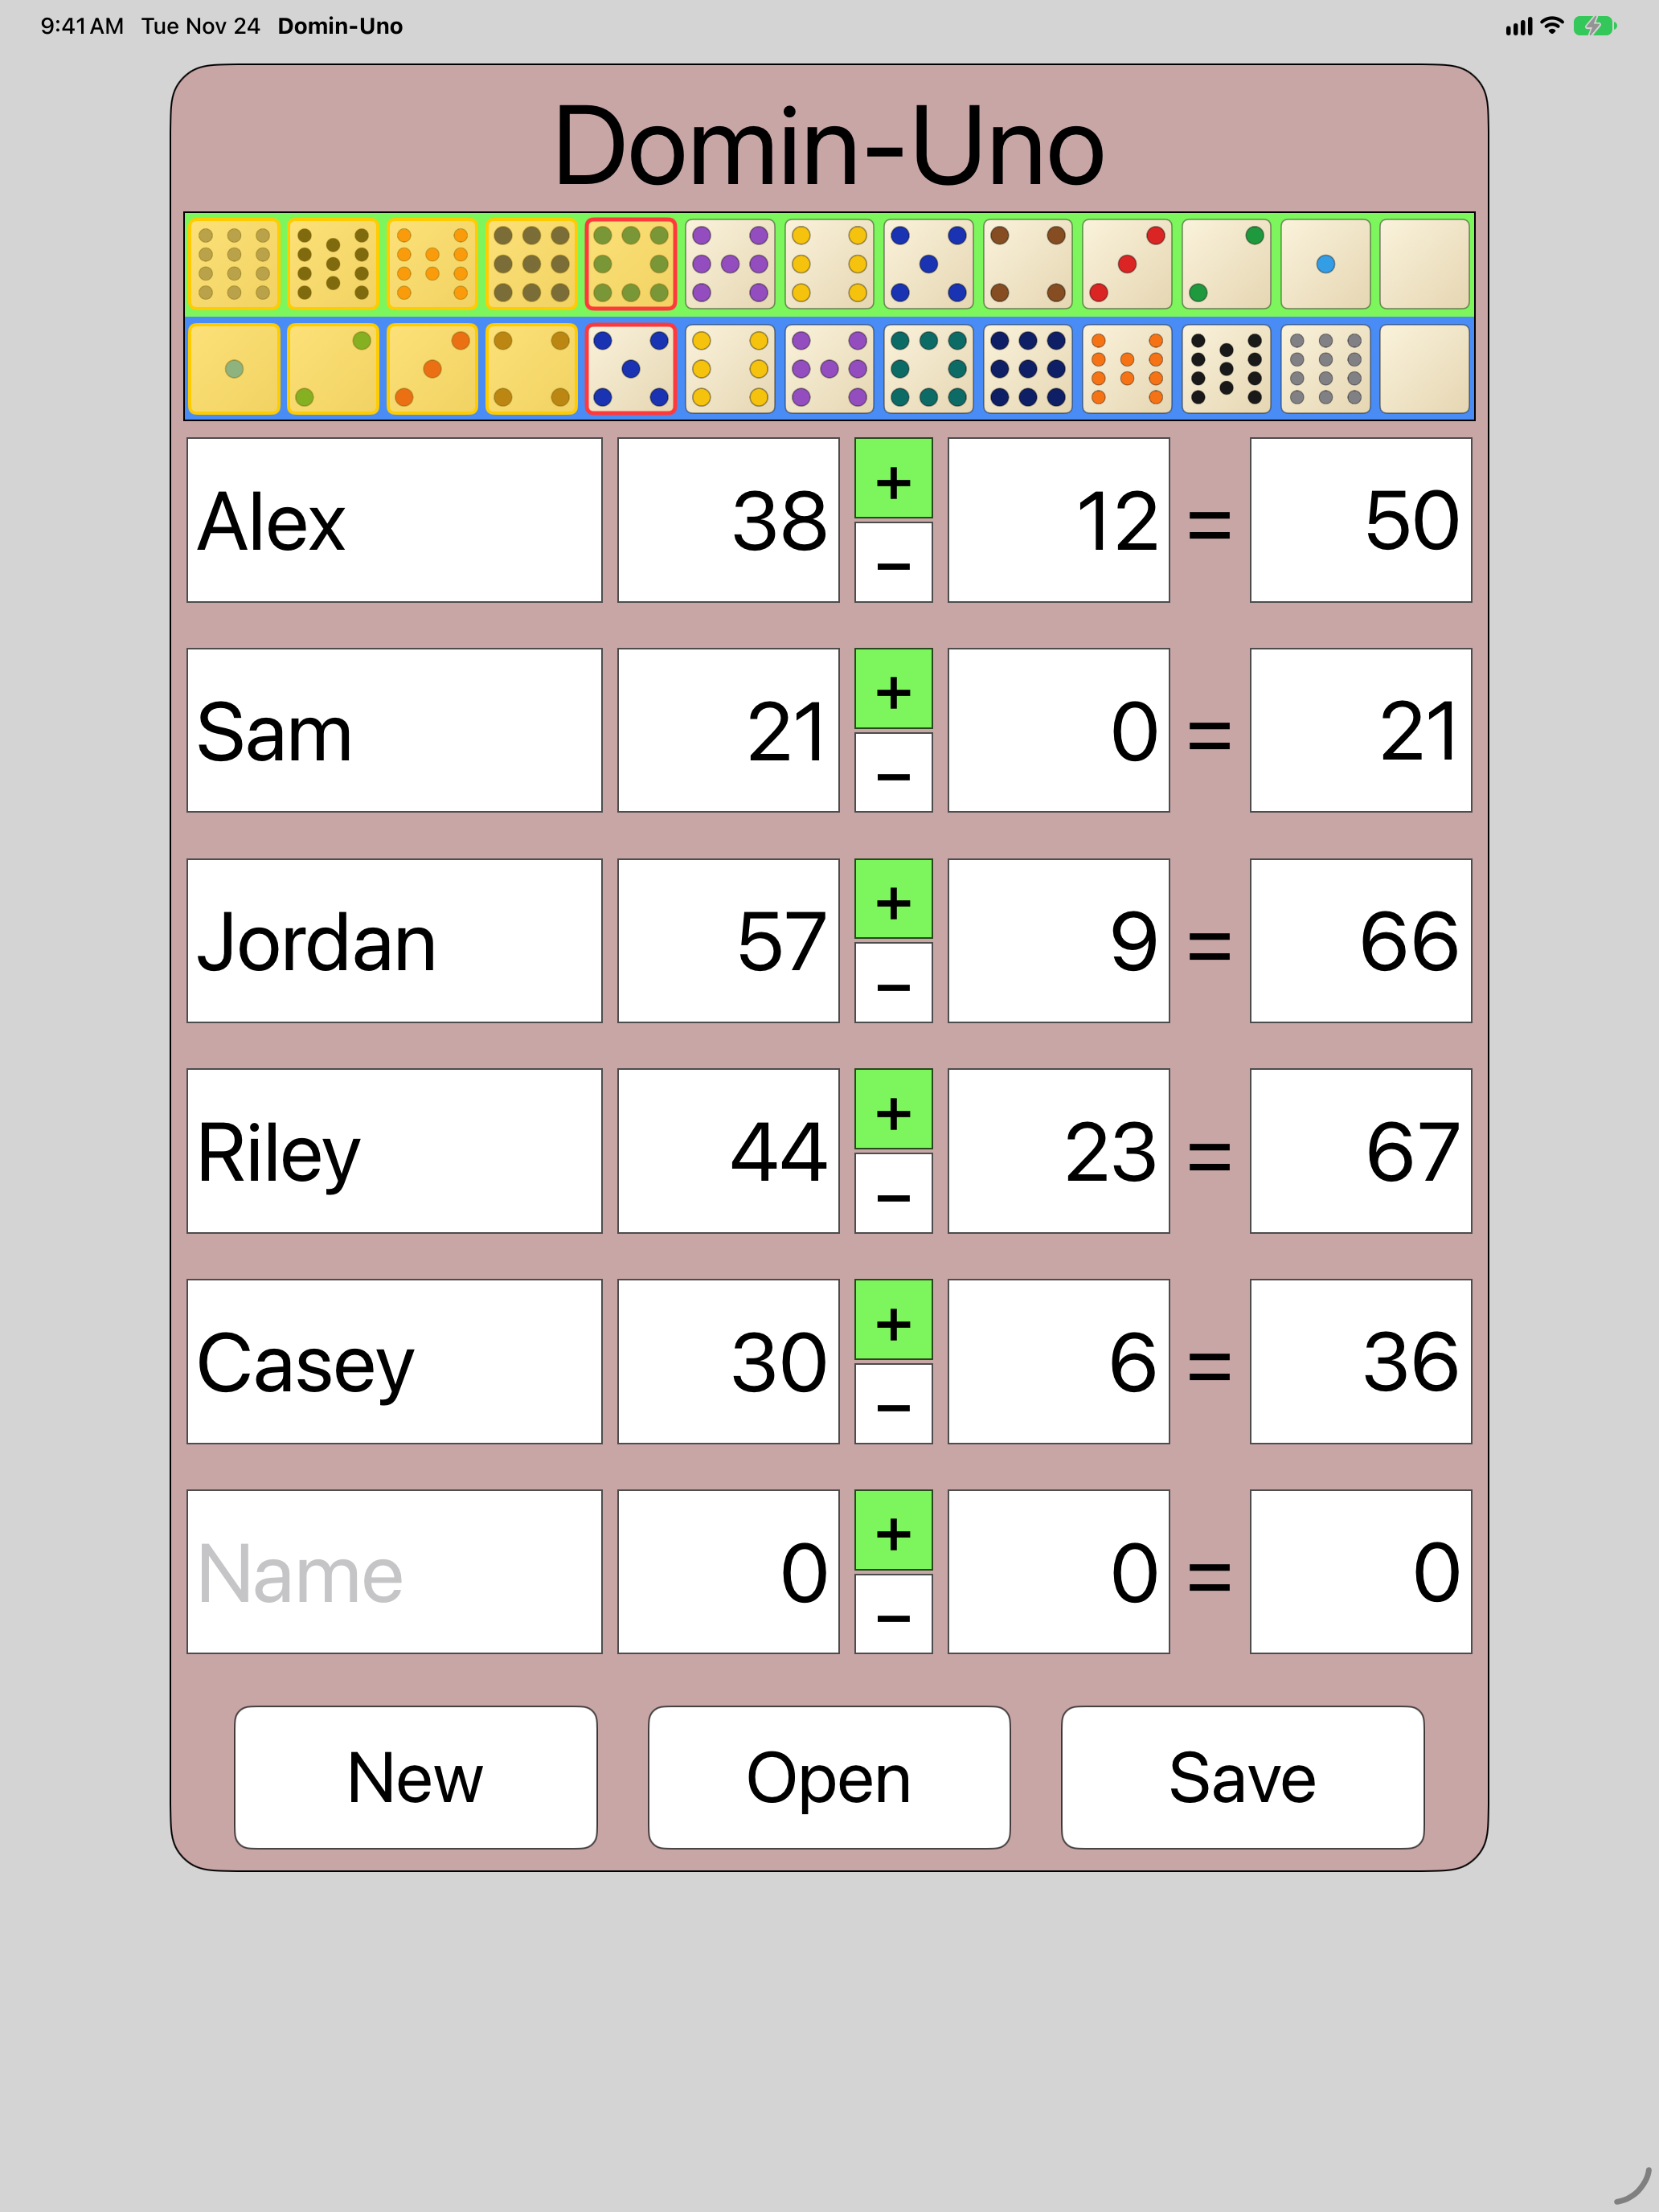 9:41 AM Tue Nov 24 Domin-Uno
Domin-Uno
Alex 38 + − 12 = 50
Sam 21 + − 0 = 21
Jordan 57 + − 9 = 66
Riley 44 + − 23 = 67
Casey 30 + − 6 = 36
Name 0 + − 0 = 0
New Open Save